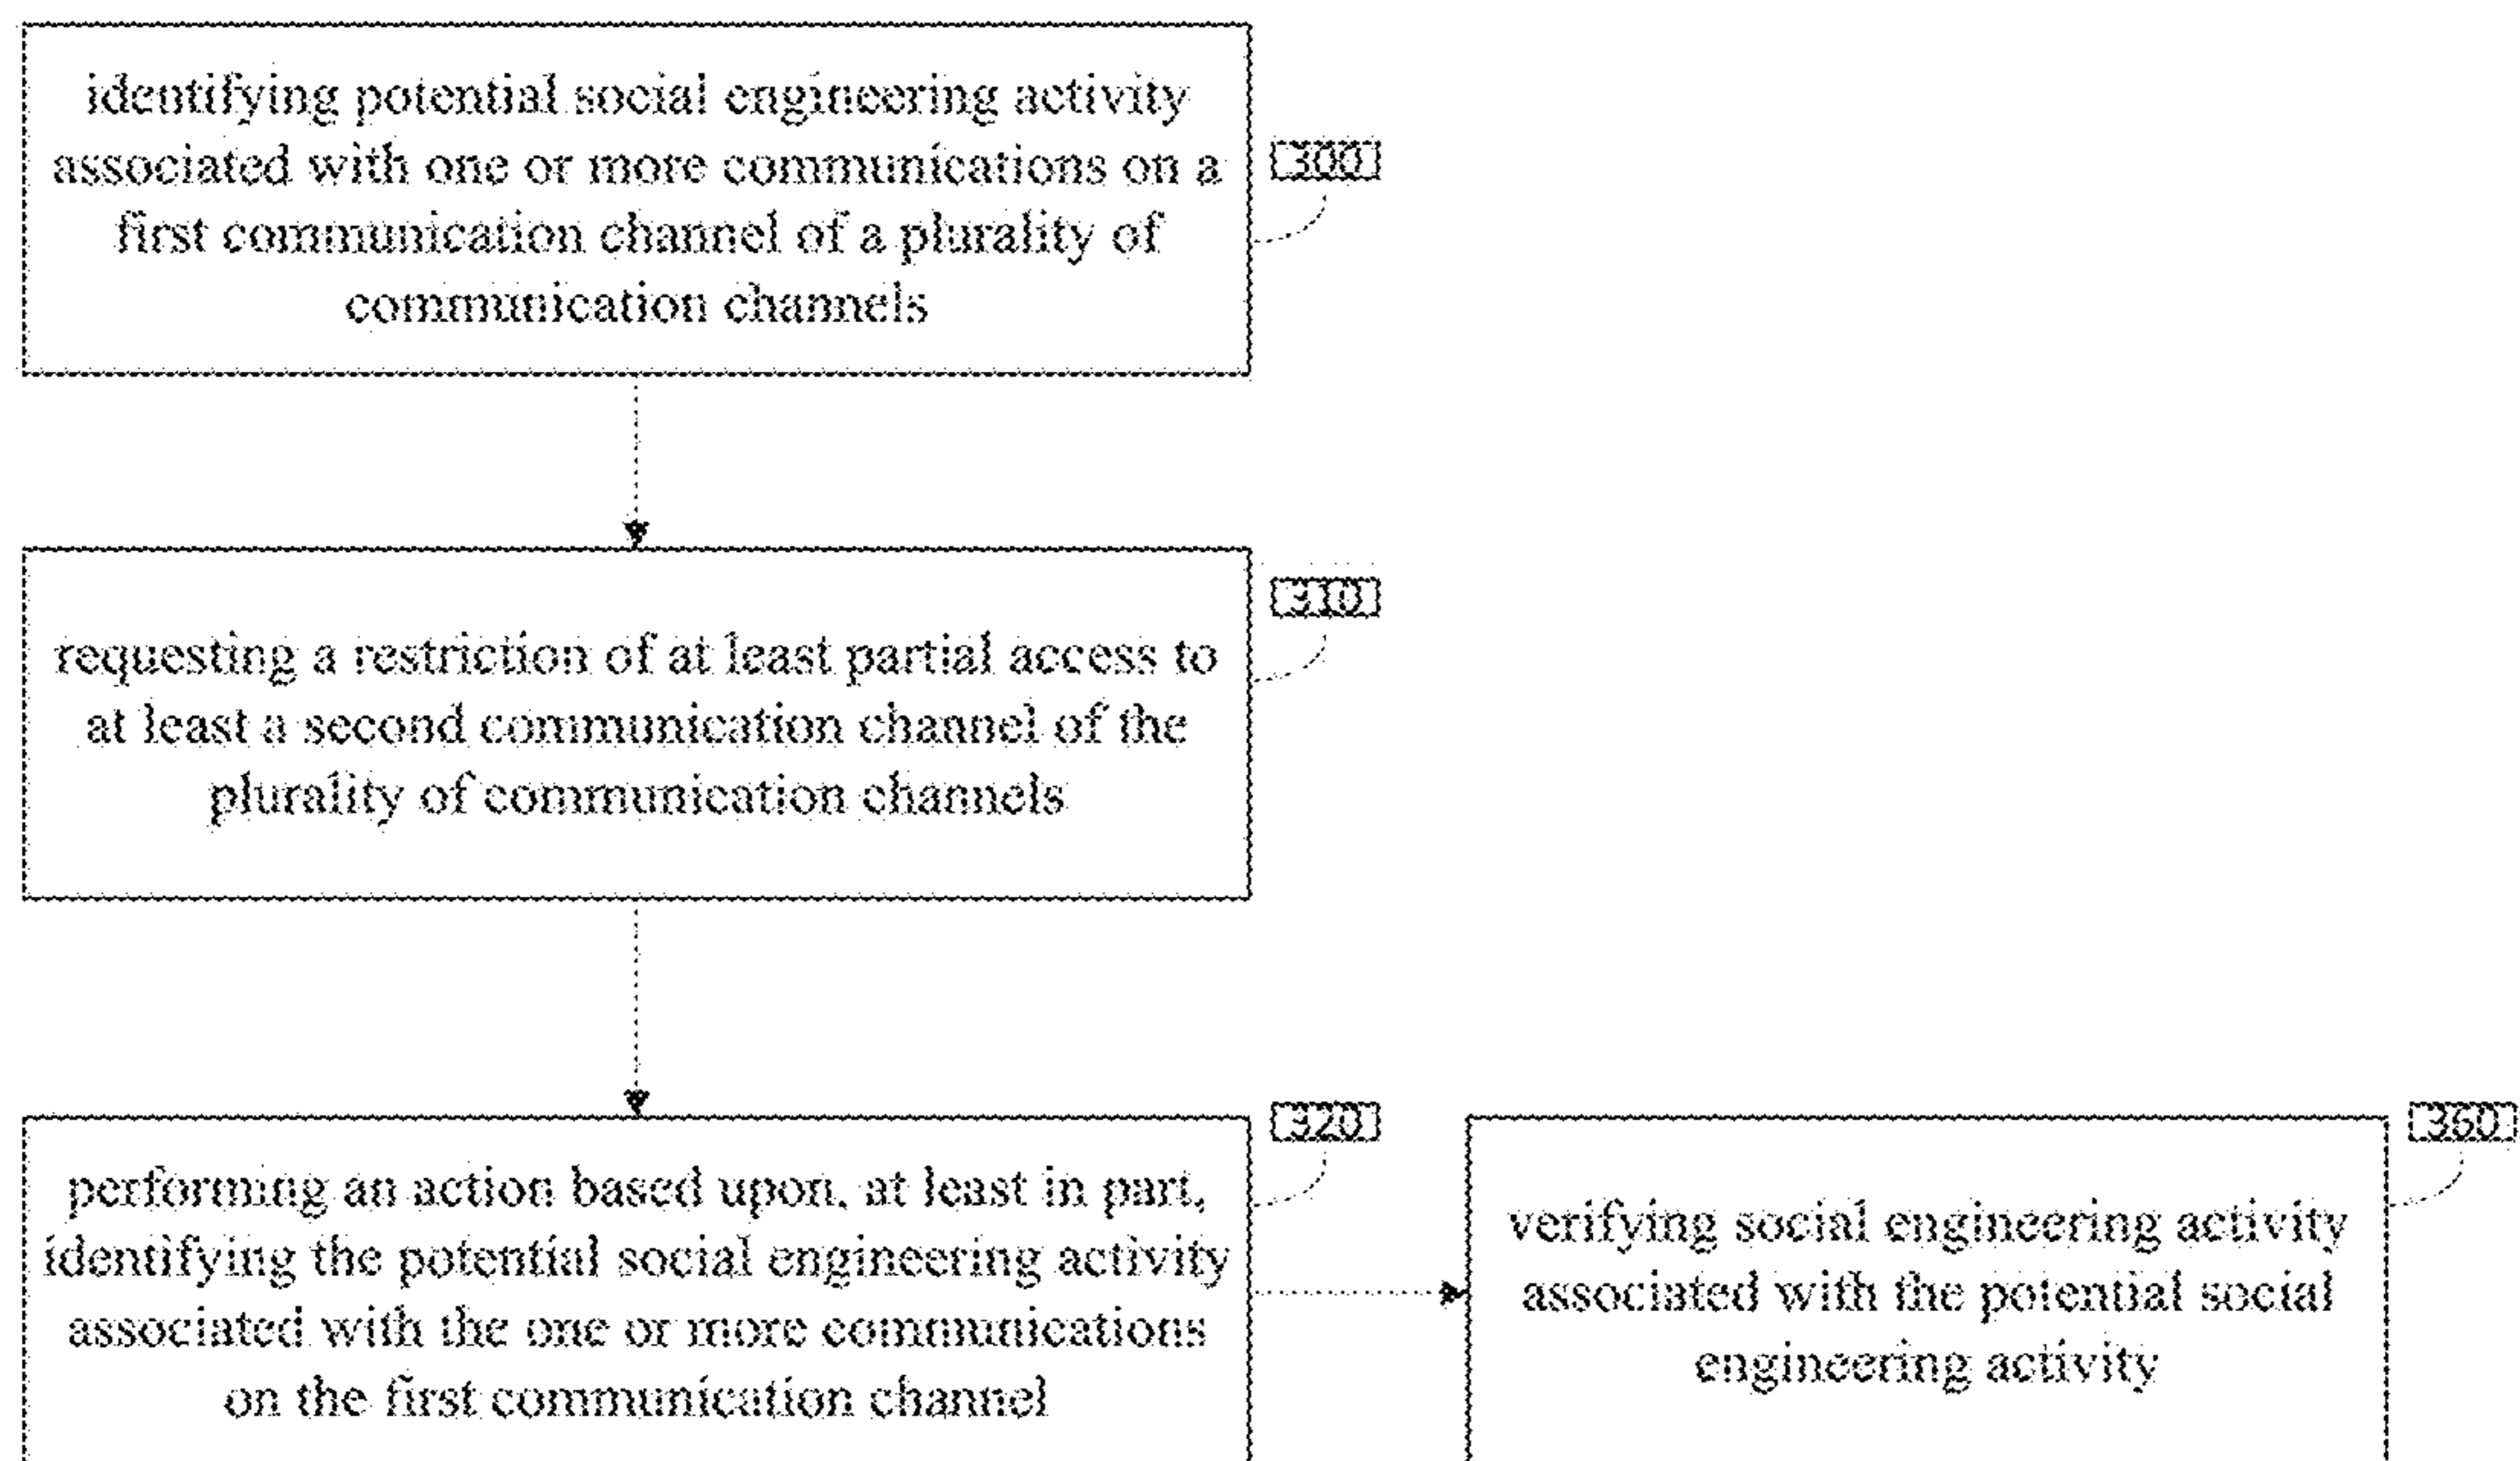 identifying potential social engineering activity
associated with one or more communications on a
first communication channel of a plurality of
communication channels
300
requesting a restriction of at least partial access to
at least a second communication channel of the
plurality of communication channels
310
performing an action based upon, at least in part,
identifying the potential social engineering activity
associated with the one or more communications
on the first communication channel
320
verifying social engineering activity
associated with the potential social
engineering activity
360